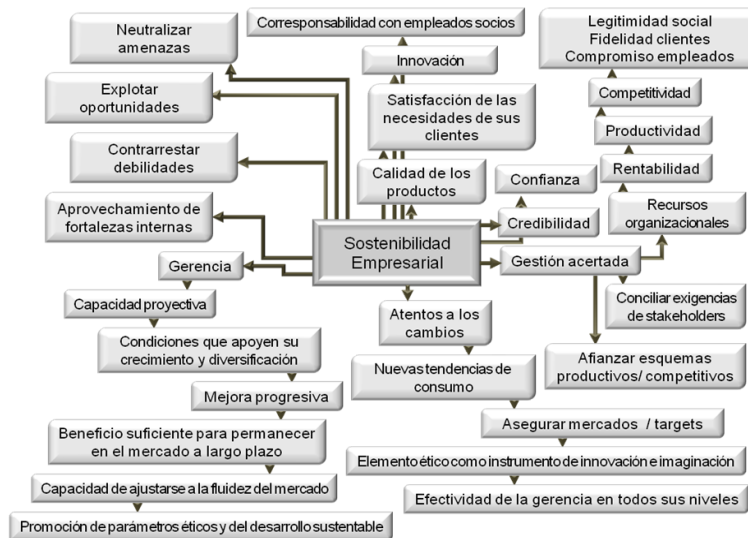 Neutralizar
amenazas
Explotar
oportunidades
Contrarrestar
debilidades
Aprovechamiento de
fortalezas internas
Corresponsabilidad con empleados socios
Innovación
Satisfacción de las
necesidades de sus
clientes
Calidad de los
productos
Legitimidad social
Fidelidad clientes
Compromiso empleados
Competitividad
Productividad
Rentabilidad
Recursos
organizacionales
Confianza
Credibilidad
Gestión acertada
Conciliar exigencias
de stakeholders
Afianzar esquemas
productivos/ competitivos
Sostenibilidad
Empresarial
Gerencia
Capacidad proyectiva
Condiciones que apoyen su
crecimiento y diversificación
Mejora progresiva
Beneficio suficiente para permanecer
en el mercado a largo plazo
Capacidad de ajustarse a la fluidez del mercado
Promoción de parámetros éticos y del desarrollo sustentable
Atentos a los
cambios
Nuevas tendencias de
consumo
Asegurar mercados / targets
Elemento ético como instrumento de innovación e imaginación
Efectividad de la gerencia en todos sus niveles